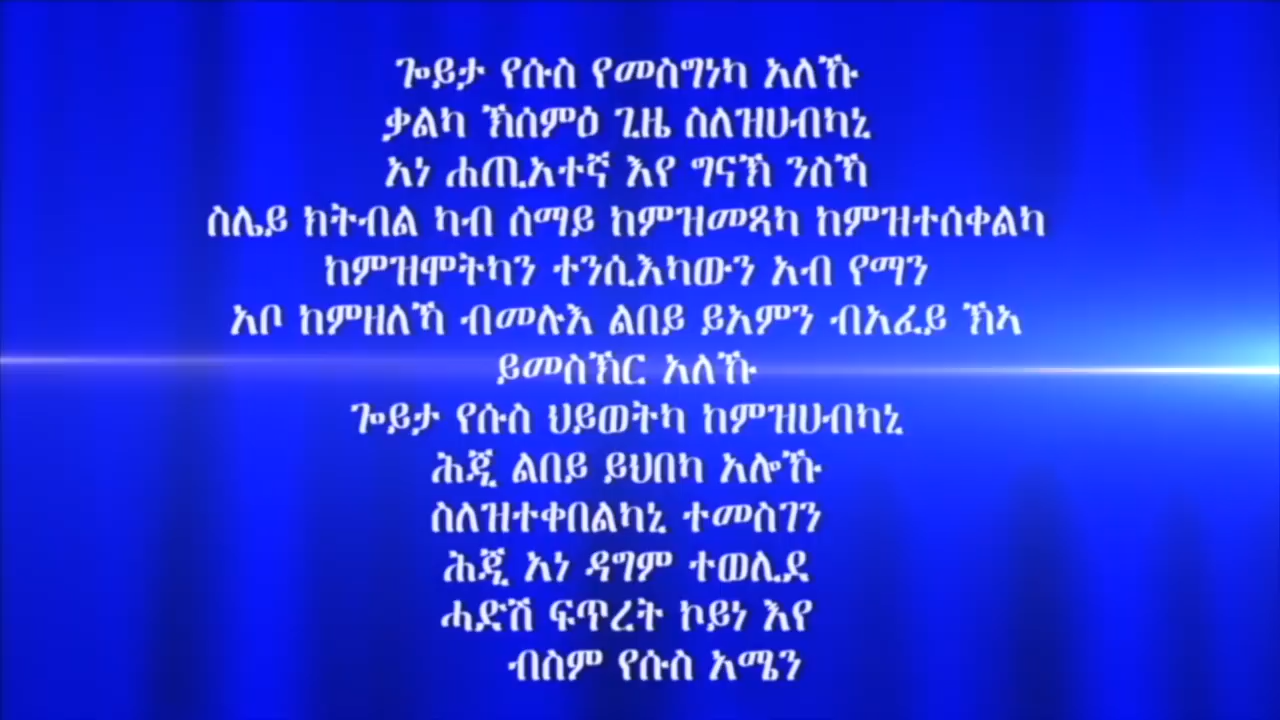 ጐይታ የሱስ የመስግነካ አለኹ
ቃልካ ኽሰምዕ ጊዜ ስለዝሀብካኒ
አነ ሐጢአተኛ እየ ግናኽ ንስኻ
ስሌይ ክትብል ካብ ሰማይ ከምዝመጻካ ከምዝተሰቀልካ
ከምዝሞትካን ተንሲእካውን አብ የማን
አቦ ከምዘለኻ ብመሉእ ልበይ ይአምን ብአፈይ ኽኣ
ይመስኽር አለኹ
ጐይታ የሱስ ህይወትካ ከምዝሀብካኒ
ሕጂ ልበይ ይህበካ አሎኹ
ስለዝተቀበልካኒ ተመስገን
ሕጂ አነ ዳግም ተወሊደ
ሓድሽ ፍጥረት ኮይነ እየ
ብስም የሱስ አሜን